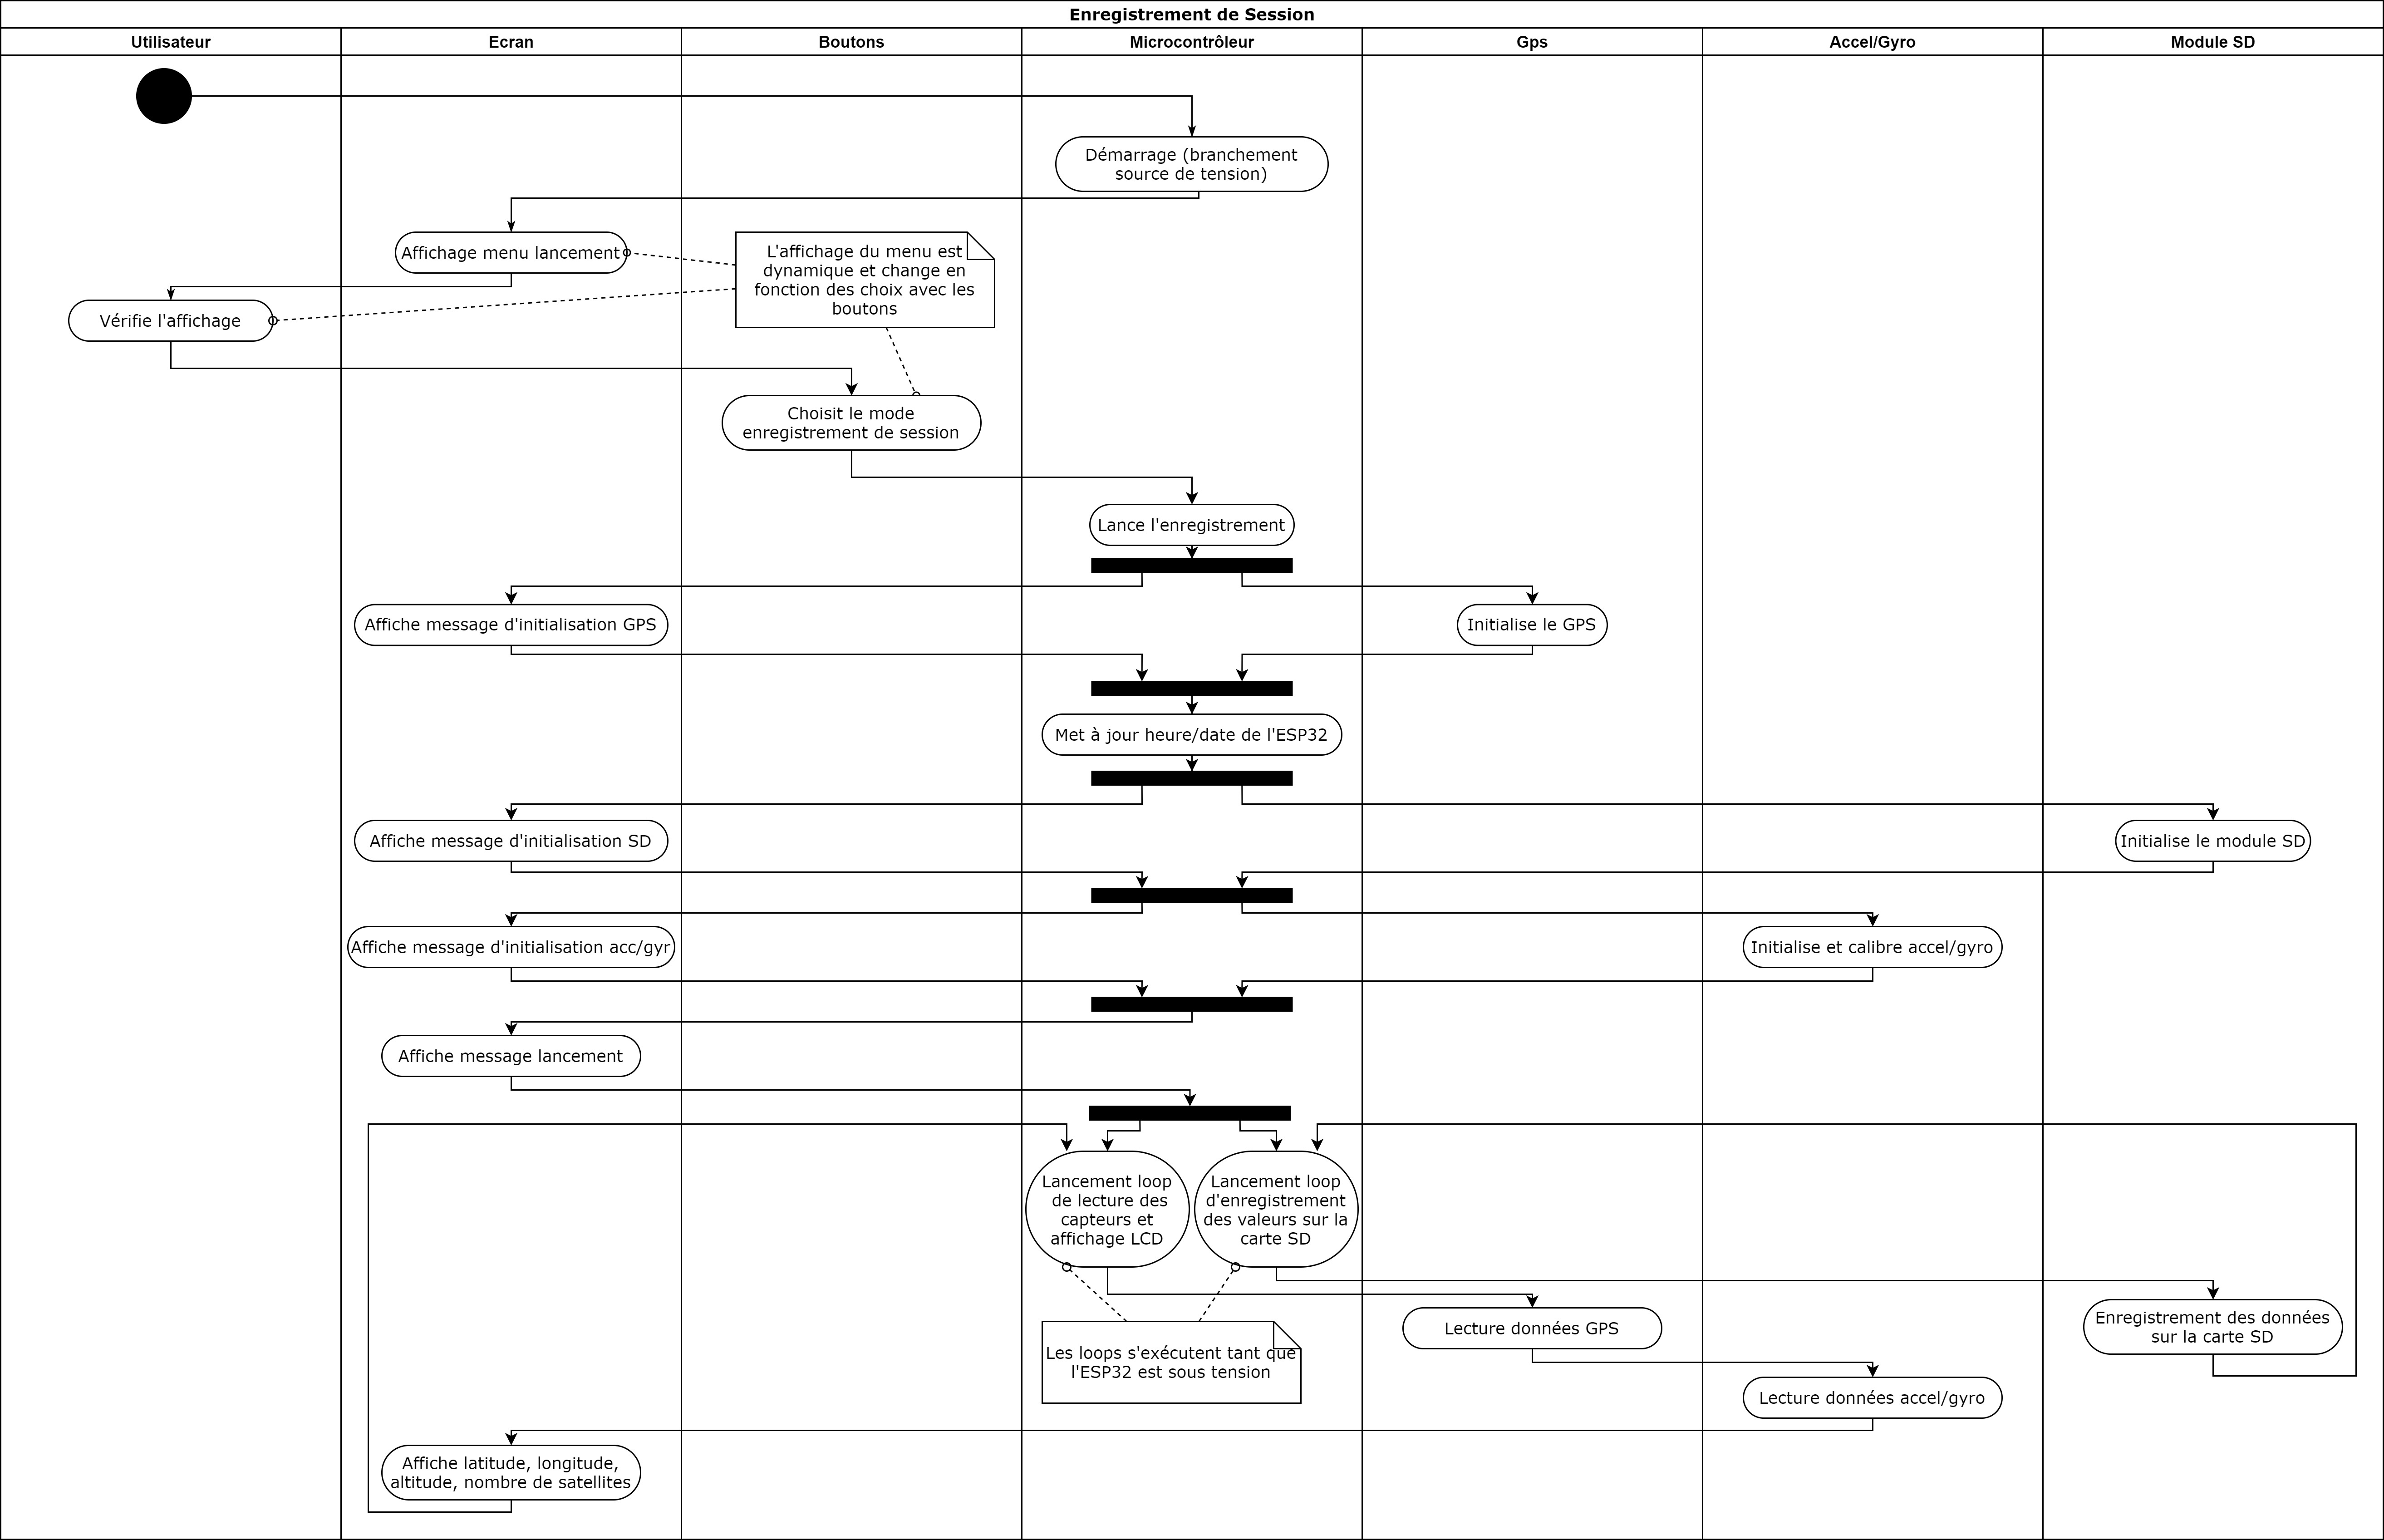 Enregistrement de Session
Utilisateur
Ecran
Boutons
Microcontrôleur
Gps
Accel/Gyro
Module SD
Démarrage (branchement
source de tension)
Affichage menu lancement
L'affichage du menu est
dynamique et change en
fonction des choix avec les
boutons
Vérifie l'affichage
Choisit le mode
enregistrement de session
Lance l'enregistrement
Affiche message d'initialisation GPS
Initialise le GPS
Met à jour heure/date de l'ESP32
Affiche message d'initialisation SD
Initialise le module SD
Affiche message d'initialisation acc/gyr
Initialise et calibre accel/gyro
Affiche message lancement
Lancement loop
de lecture des
capteurs et
affichage LCD
Lancement loop
d'enregistrement
des valeurs sur la
carte SD
Enregistrement des données
sur la carte SD
Lecture données GPS
Les loops s'exécutent tant que
l'ESP32 est sous tension
Lecture données accel/gyro
Affiche latitude, longitude,
altitude, nombre de satellites